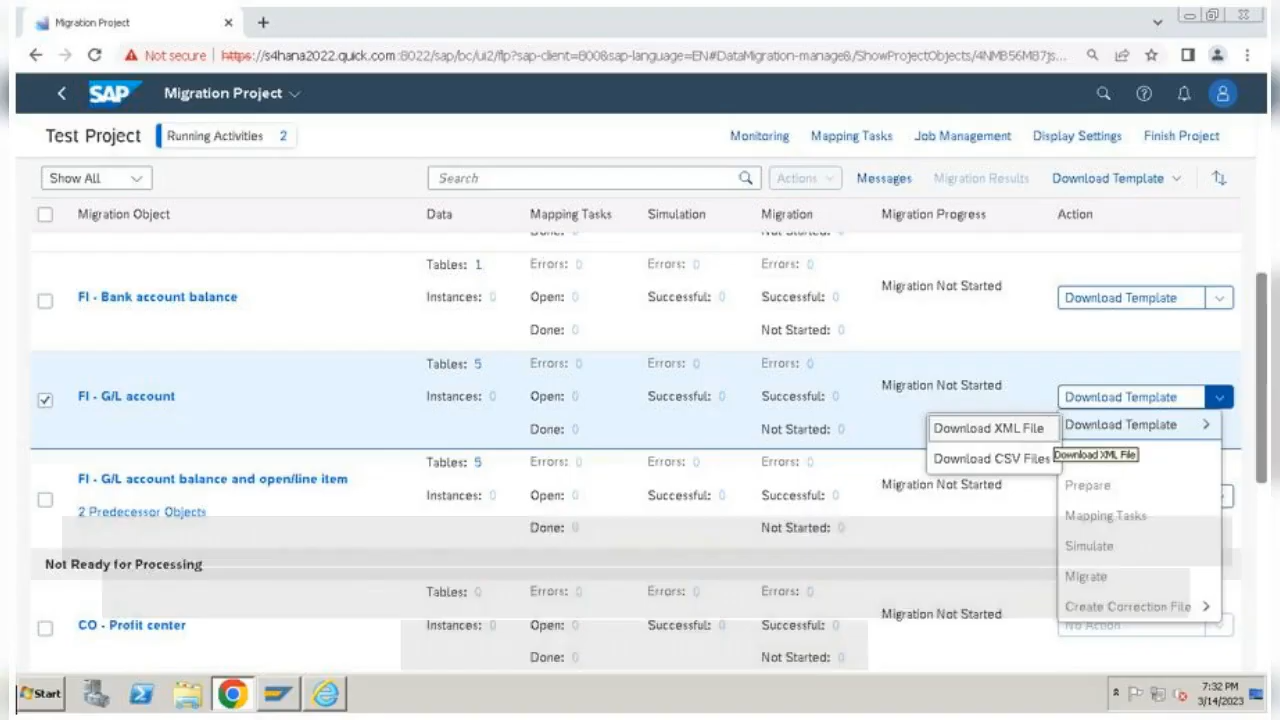 Migration Project
Not secure https://s4hana2022.quick.com:8022/sap/bc/ui2/flp?sap-client=800&sap-language=EN#DataMigration-manage&/ShowProjectObjects/4NMB56M87js...
SAP Migration Project
Test Project Running Activities 2 Monitoring Mapping Tasks Job Management Display Settings Finish Project
Show All Search Actions Messages Migration Results Download Template
Migration Object Data Mapping Tasks Simulation Migration Migration Progress Action
Done: 0 Not Started: 0
Tables: 1 Errors: 0 Errors: 0 Errors: 0
FI - Bank account balance Instances: 0 Open: 0 Successful: 0 Successful: 0 Migration Not Started Download Template
Done: 0 Not Started: 0
Tables: 5 Errors: 0 Errors: 0 Errors: 0
FI - G/L account Instances: 0 Open: 0 Successful: 0 Successful: 0 Migration Not Started Download Template
Done: 0 Not Started: 0 Download XML File Download Template
Download CSV Files Download XML File
Tables: 5 Errors: 0 Errors: 0 Errors: 0
FI - G/L account balance and open/line item Migration Not Started Prepare
Instances: 0 Open: 0 Successful: 0 Successful: 0
2 Predecessor Objects Mapping Tasks
Done: 0 Not Started: 0
Simulate
Not Ready for Processing
Migrate
Tables: 0 Errors: 0 Errors: 0 Errors: 0
Create Correction File
CO - Profit center Instances: 0 Open: 0 Successful: 0 Successful: 0 Migration Not Started No Action
Done: 0 Not Started: 0
Start 7:32 PM
3/14/2023